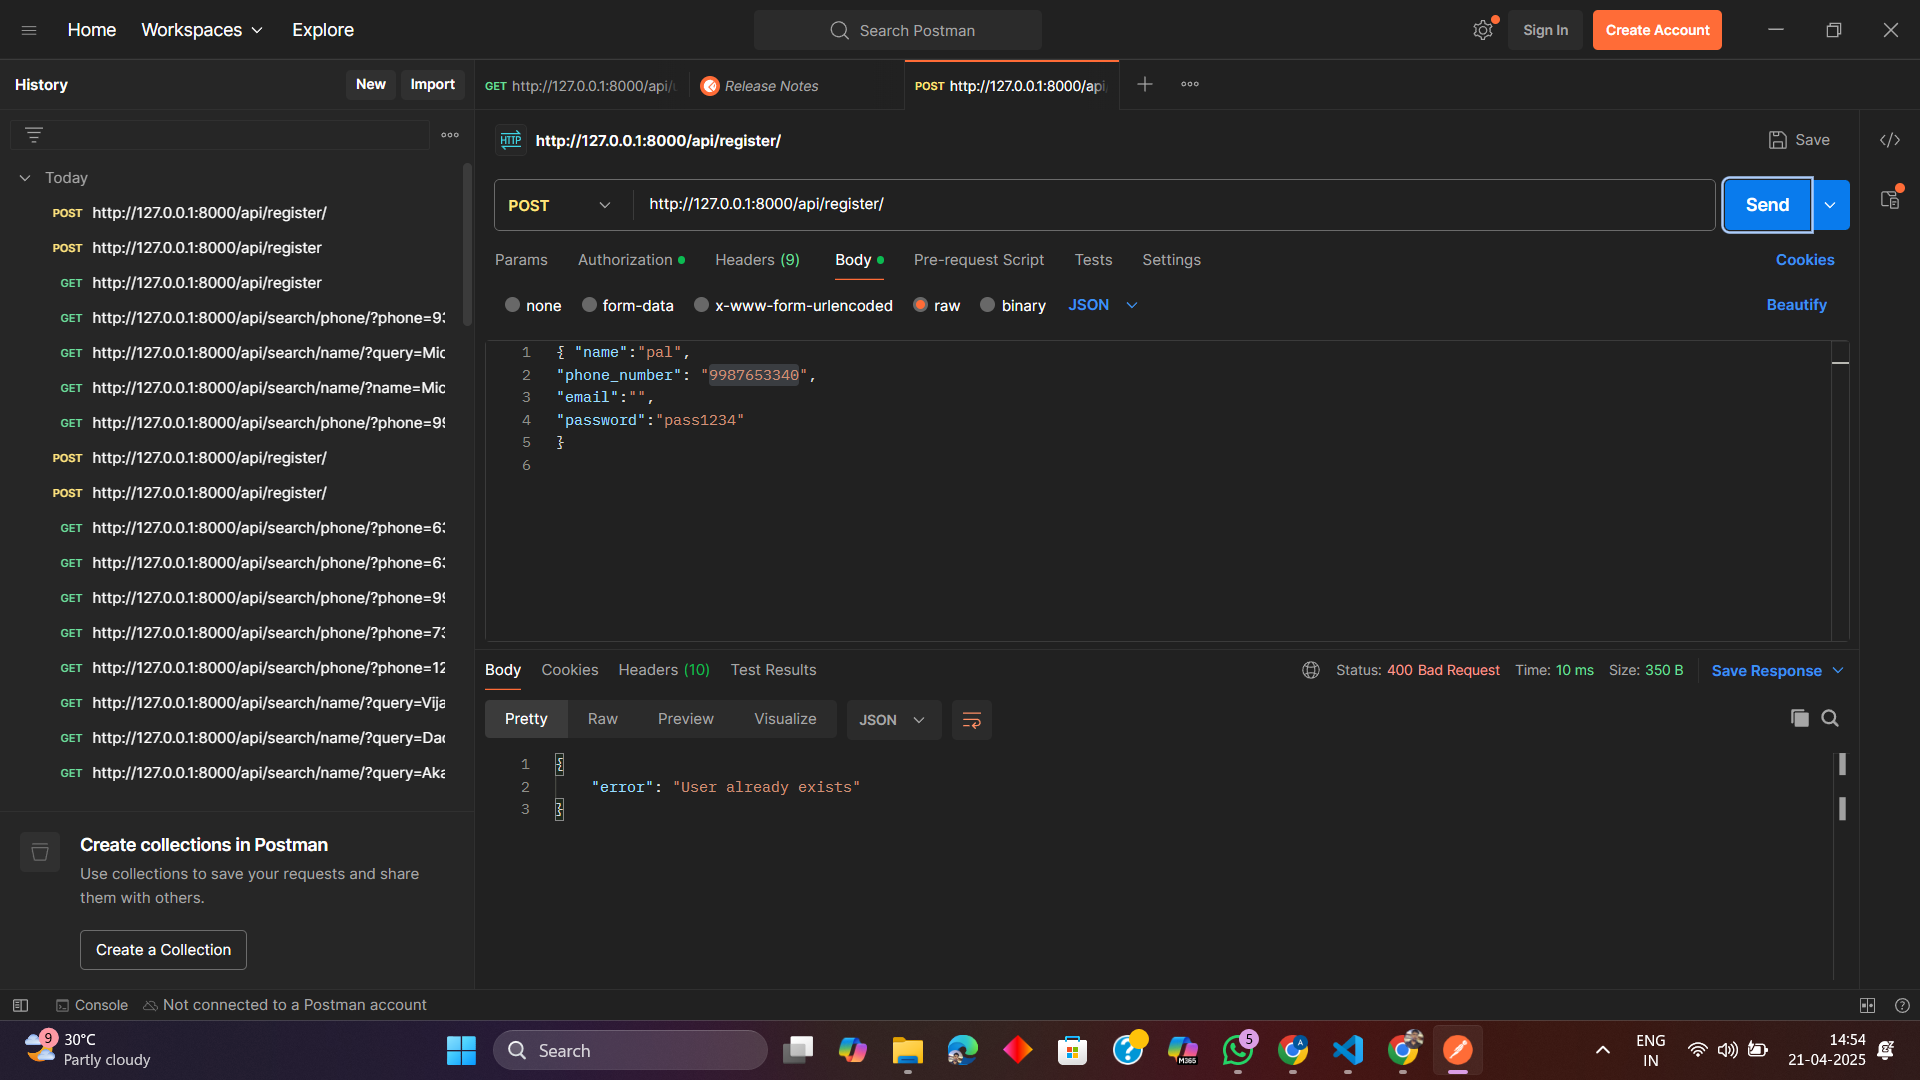 Home
Workspaces
Explore
Search Postman
Sign In
Create Account
History
New
Import
GET http://127.0.0.1:8000/api/
Release Notes
POST http://127.0.0.1:8000/api
HTTP
http://127.0.0.1:8000/api/register/
Save
Today
POST http://127.0.0.1:8000/api/register/
POST http://127.0.0.1:8000/api/register
GET http://127.0.0.1:8000/api/register
GET http://127.0.0.1:8000/api/search/phone/?phone=93
GET http://127.0.0.1:8000/api/search/name/?query=Mic
GET http://127.0.0.1:8000/api/search/name/?name=Mic
GET http://127.0.0.1:8000/api/search/phone/?phone=99
POST http://127.0.0.1:8000/api/register/
POST http://127.0.0.1:8000/api/register/
GET http://127.0.0.1:8000/api/search/phone/?phone=63
GET http://127.0.0.1:8000/api/search/phone/?phone=63
GET http://127.0.0.1:8000/api/search/phone/?phone=99
GET http://127.0.0.1:8000/api/search/phone/?phone=73
GET http://127.0.0.1:8000/api/search/phone/?phone=12
GET http://127.0.0.1:8000/api/search/name/?query=Vija
GET http://127.0.0.1:8000/api/search/name/?query=Dad
GET http://127.0.0.1:8000/api/search/name/?query=Aka
Create collections in Postman
Use collections to save your requests and share
them with others.
Create a Collection
POST
http://127.0.0.1:8000/api/register/
Send
Params
Authorization
Headers (9)
Body
Pre-request Script
Tests
Settings
Cookies
none
form-data
x-www-form-urlencoded
raw
binary
JSON
Beautify
1 { "name":"pal",
2 "phone_number": "9987653340",
3 "email":"",
4 "password":"pass1234"
5 }
6
Body
Cookies
Headers (10)
Test Results
Status: 400 Bad Request
Time: 10 ms
Size: 350 B
Save Response
Pretty
Raw
Preview
Visualize
JSON
1 {
2 "error": "User already exists"
3 }
Console
Not connected to a Postman account
9
30°C
Partly cloudy
Search
M365
5
A
ENG
IN
14:54
21-04-2025